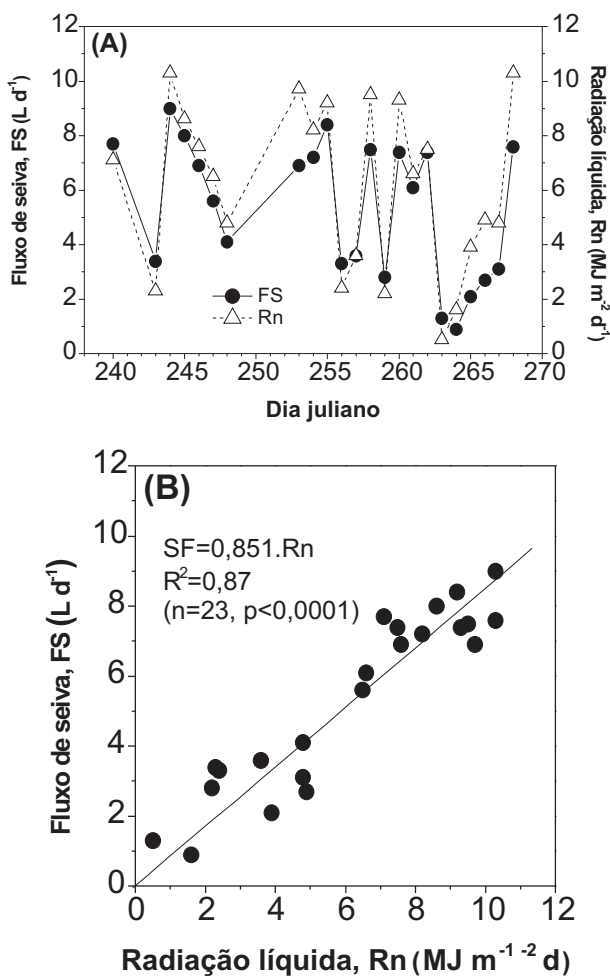 (A)
Fluxo de seiva, FS (L d⁻¹)
12
10
8
6
4
2
0
Radiação líquida, Rn (MJ m⁻² d⁻¹)
12
10
8
6
4
2
0
FS
Rn
240 245 250 255 260 265 270
Dia juliano
(B)
Fluxo de seiva, FS (L d⁻¹)
12
10
8
6
4
2
0
SF=0,851.Rn
R²=0,87
(n=23, p<0,0001)
0 2 4 6 8 10 12
Radiação líquida, Rn (MJ m⁻¹ ⁻² d)